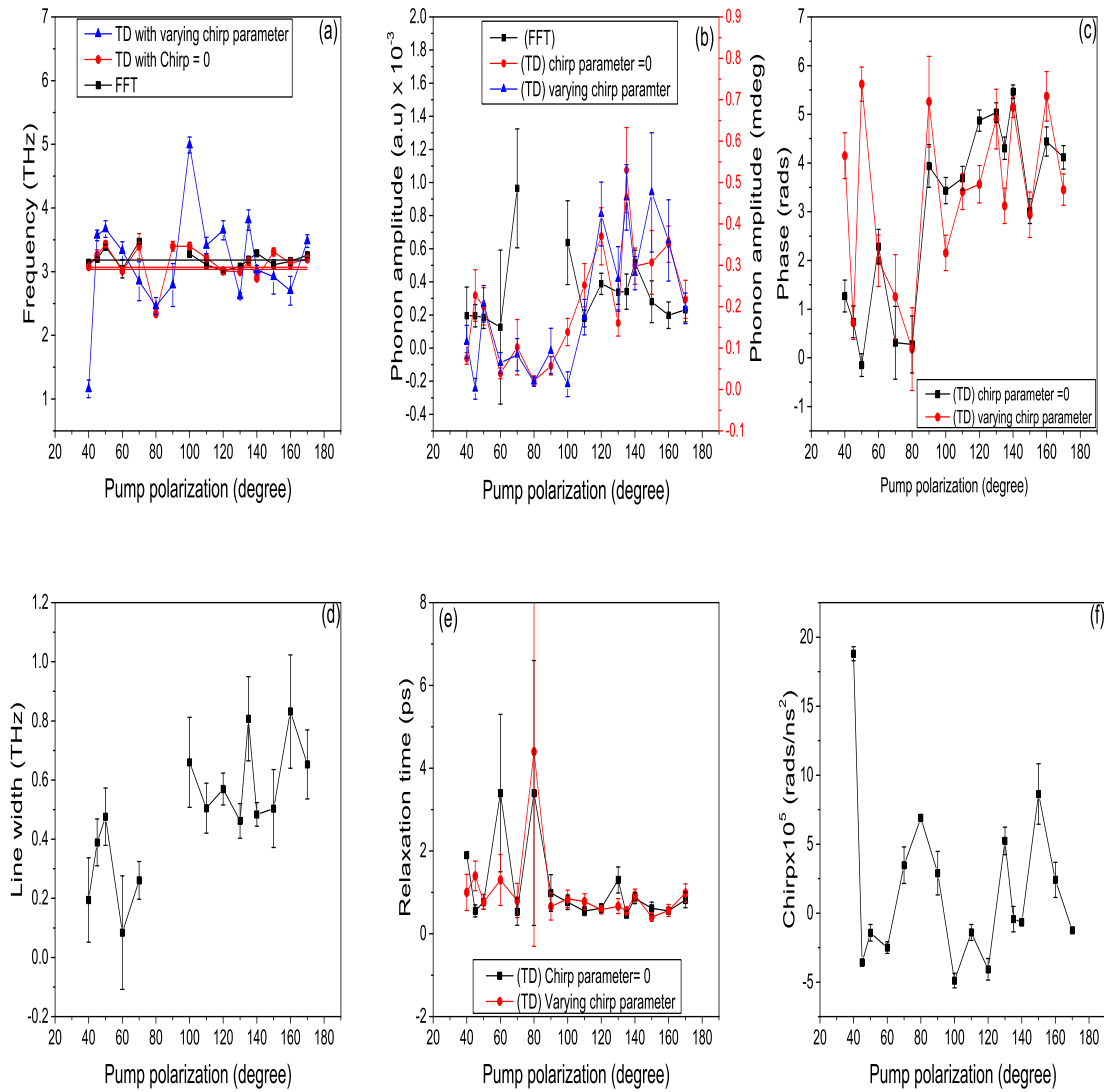 (a)
TD with varying chirp parameter
TD with Chirp = 0
FFT
Frequency (THz)
7
6
5
4
3
2
1
40 60 80 100 120 140 160 180
Pump polarization (degree)
(b)
(FFT)
(TD) chirp parameter =0
(TD) varying chirp paramter
Phonon amplitude (a.u) × 10⁻³
2.0
1.8
1.6
1.4
1.2
1.0
0.8
0.6
0.4
0.2
0.0
-0.2
-0.4
Phonon amplitude (mdeg)
0.9
0.8
0.7
0.6
0.5
0.4
0.3
0.2
0.1
0.0
-0.1
40 60 80 100 120 140 160 180
Pump polarization (degree)
(c)
Phase (rads)
7
6
5
4
3
2
1
0
-1
(TD) chirp parameter =0
(TD) varying chirp parameter
20 40 60 80 100 120 140 160 180
Pump polarization (degree)
(d)
Line width (THz)
1.2
1.0
0.8
0.6
0.4
0.2
0.0
-0.2
40 60 80 100 120 140 160 180
Pump polarization (degree)
(e)
Relaxation time (ps)
8
6
4
2
0
-2
(TD) Chirp parameter= 0
(TD) Varying chirp parameter
40 60 80 100 120 140 160 180
Pump polarization (degree)
(f)
Chirpx10⁵ (rads/ns²)
20
15
10
5
0
-5
20 40 60 80 100 120 140 160 180
Pump polarization (degree)